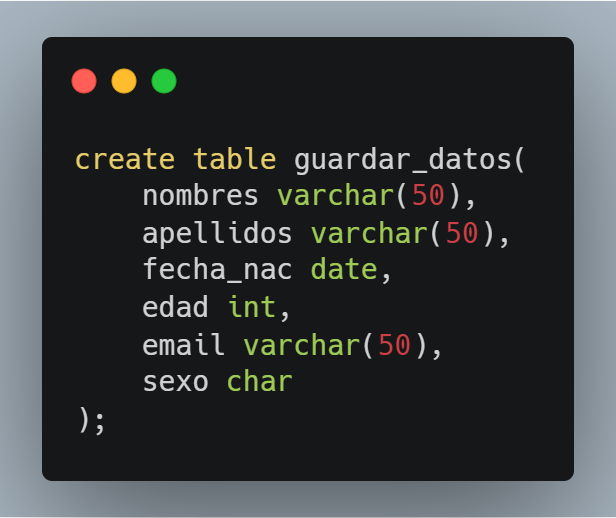 create table guardar_datos(
    nombres varchar(50),
    apellidos varchar(50),
    fecha_nac date,
    edad int,
    email varchar(50),
    sexo char
);